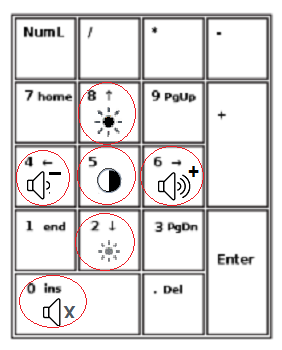 NumL / * -
7 home 8 ↑ 9 PgUp
+
4 ← 5 6 →
- +
1 end 2 ↓ 3 PgDn
Enter
0 ins . Del
X